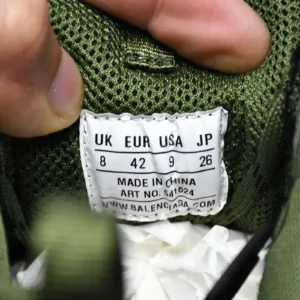 UK EUR USA JP
8 42 9 26
MADE IN CHINA
ART NO. 541624
WWW.BALENCIAGA.COM